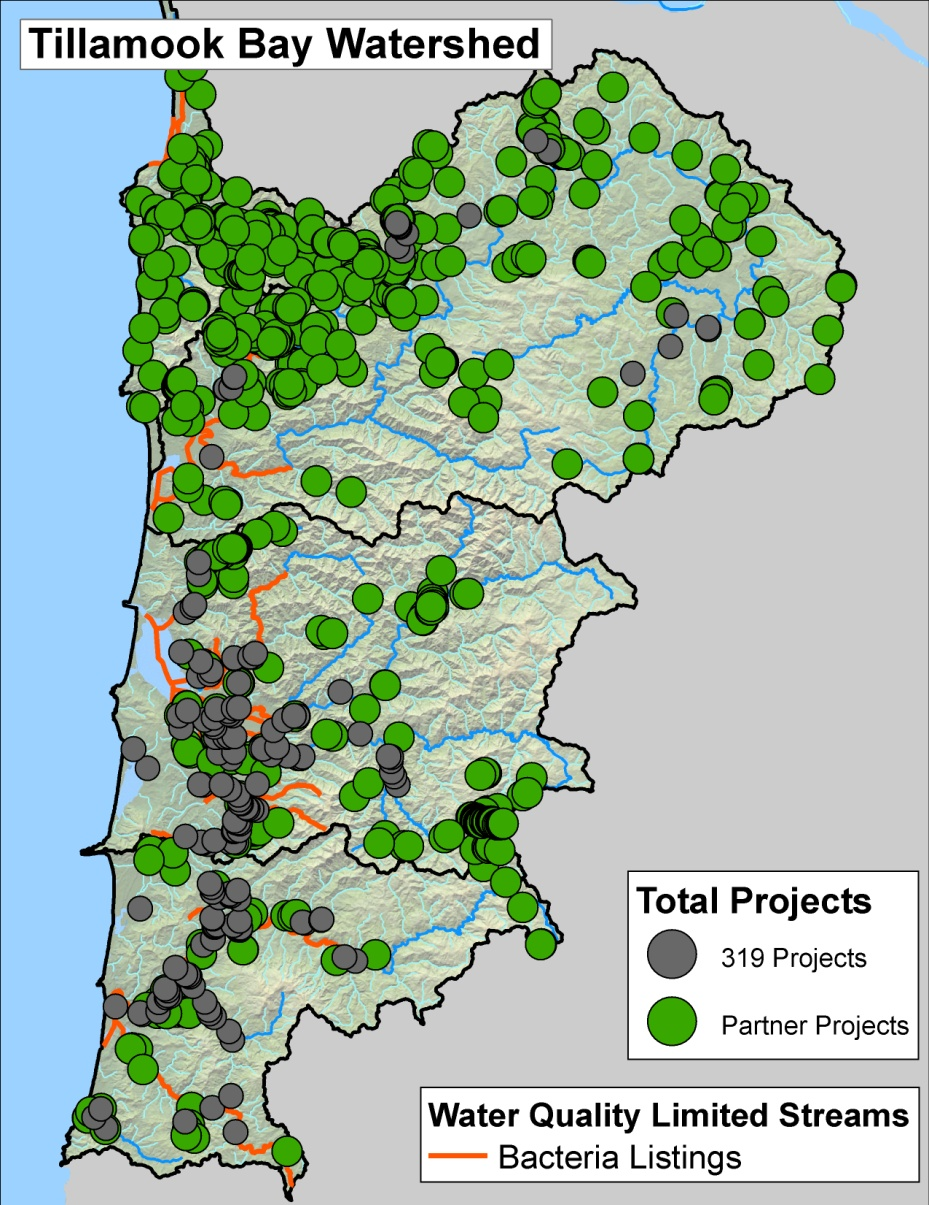 Tillamook Bay Watershed
Total Projects
319 Projects
Partner Projects
Water Quality Limited Streams
Bacteria Listings